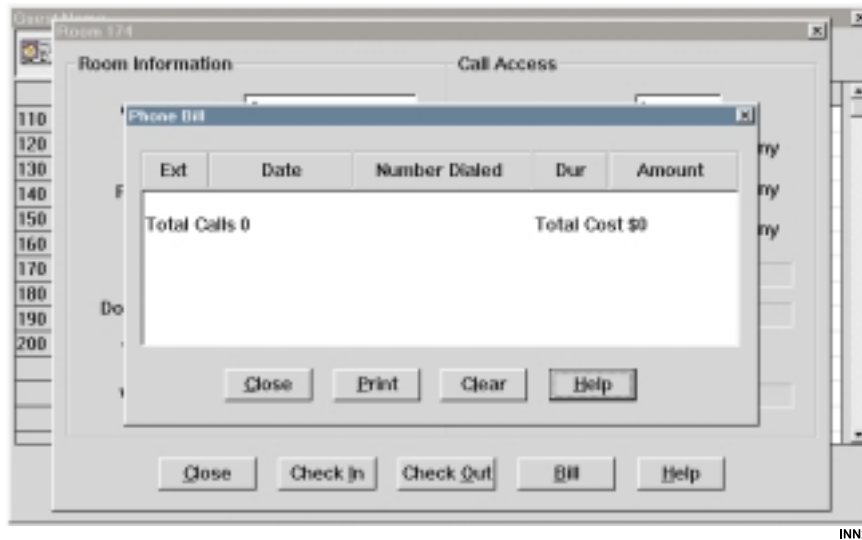 Guest Name
Room 174
Room Information
Call Access
110
120
130
140
150
160
170
180
190
200
Phone Bill
Ext Date Number Dialed Dur Amount
Total Calls 0 Total Cost $0
Close Print Clear Help
Close Check In Check Out Bill Help
INN